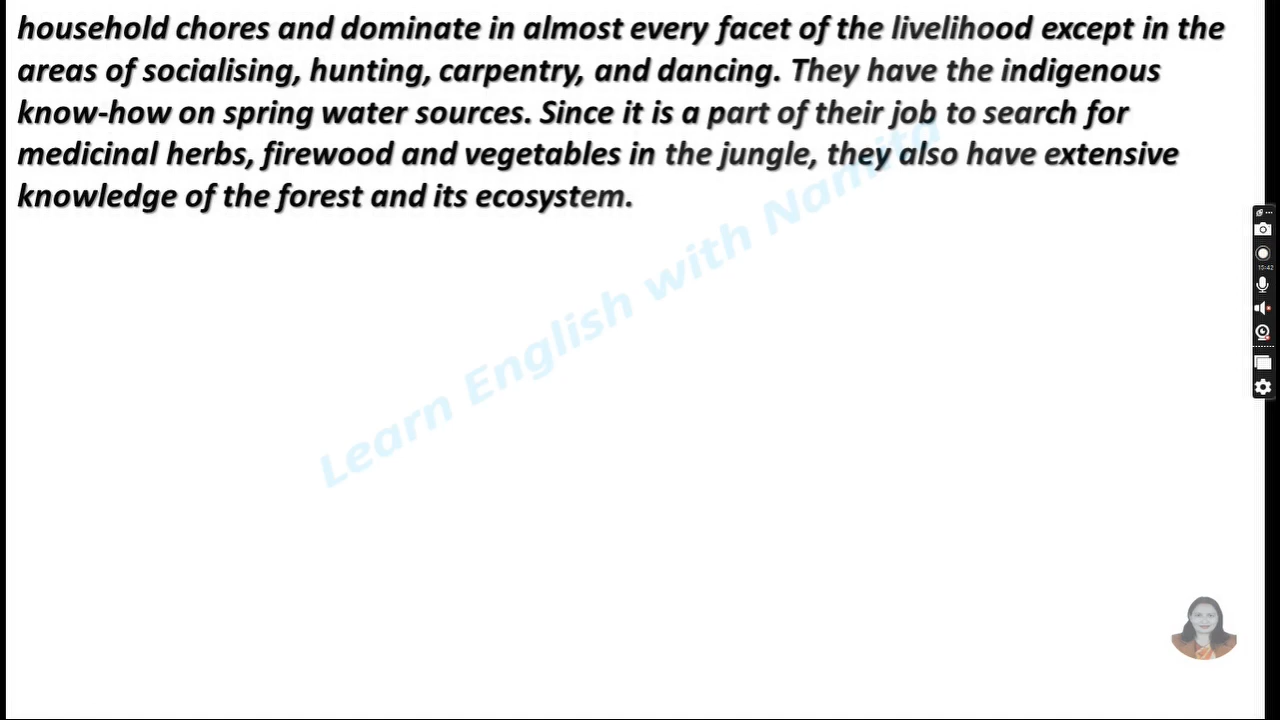 household chores and dominate in almost every facet of the livelihood except in the
areas of socialising, hunting, carpentry, and dancing. They have the indigenous
know-how on spring water sources. Since it is a part of their job to search for
medicinal herbs, firewood and vegetables in the jungle, they also have extensive
knowledge of the forest and its ecosystem.
Learn English with Namita
15:42